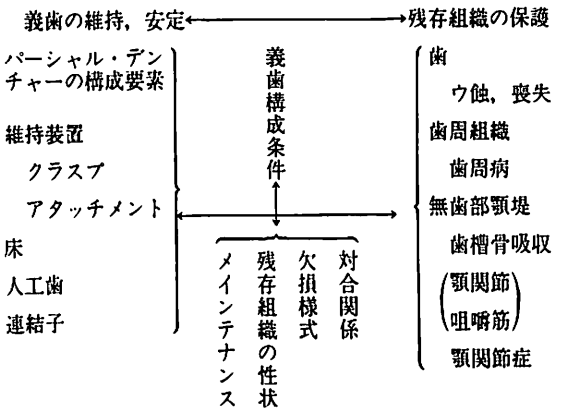 義歯の維持，安定
残存組織の保護
パーシャル・デン
チャーの構成要素
維持装置
クラスプ
アタッチメント
床
人工歯
連結子
義歯構成条件
対合関係
欠損様式
残存組織の性状
メインテナンス
歯
ウ蝕，喪失
歯周組織
歯周病
無歯部顎堤
歯槽骨吸収
(顎関節
咀嚼筋)
顎関節症